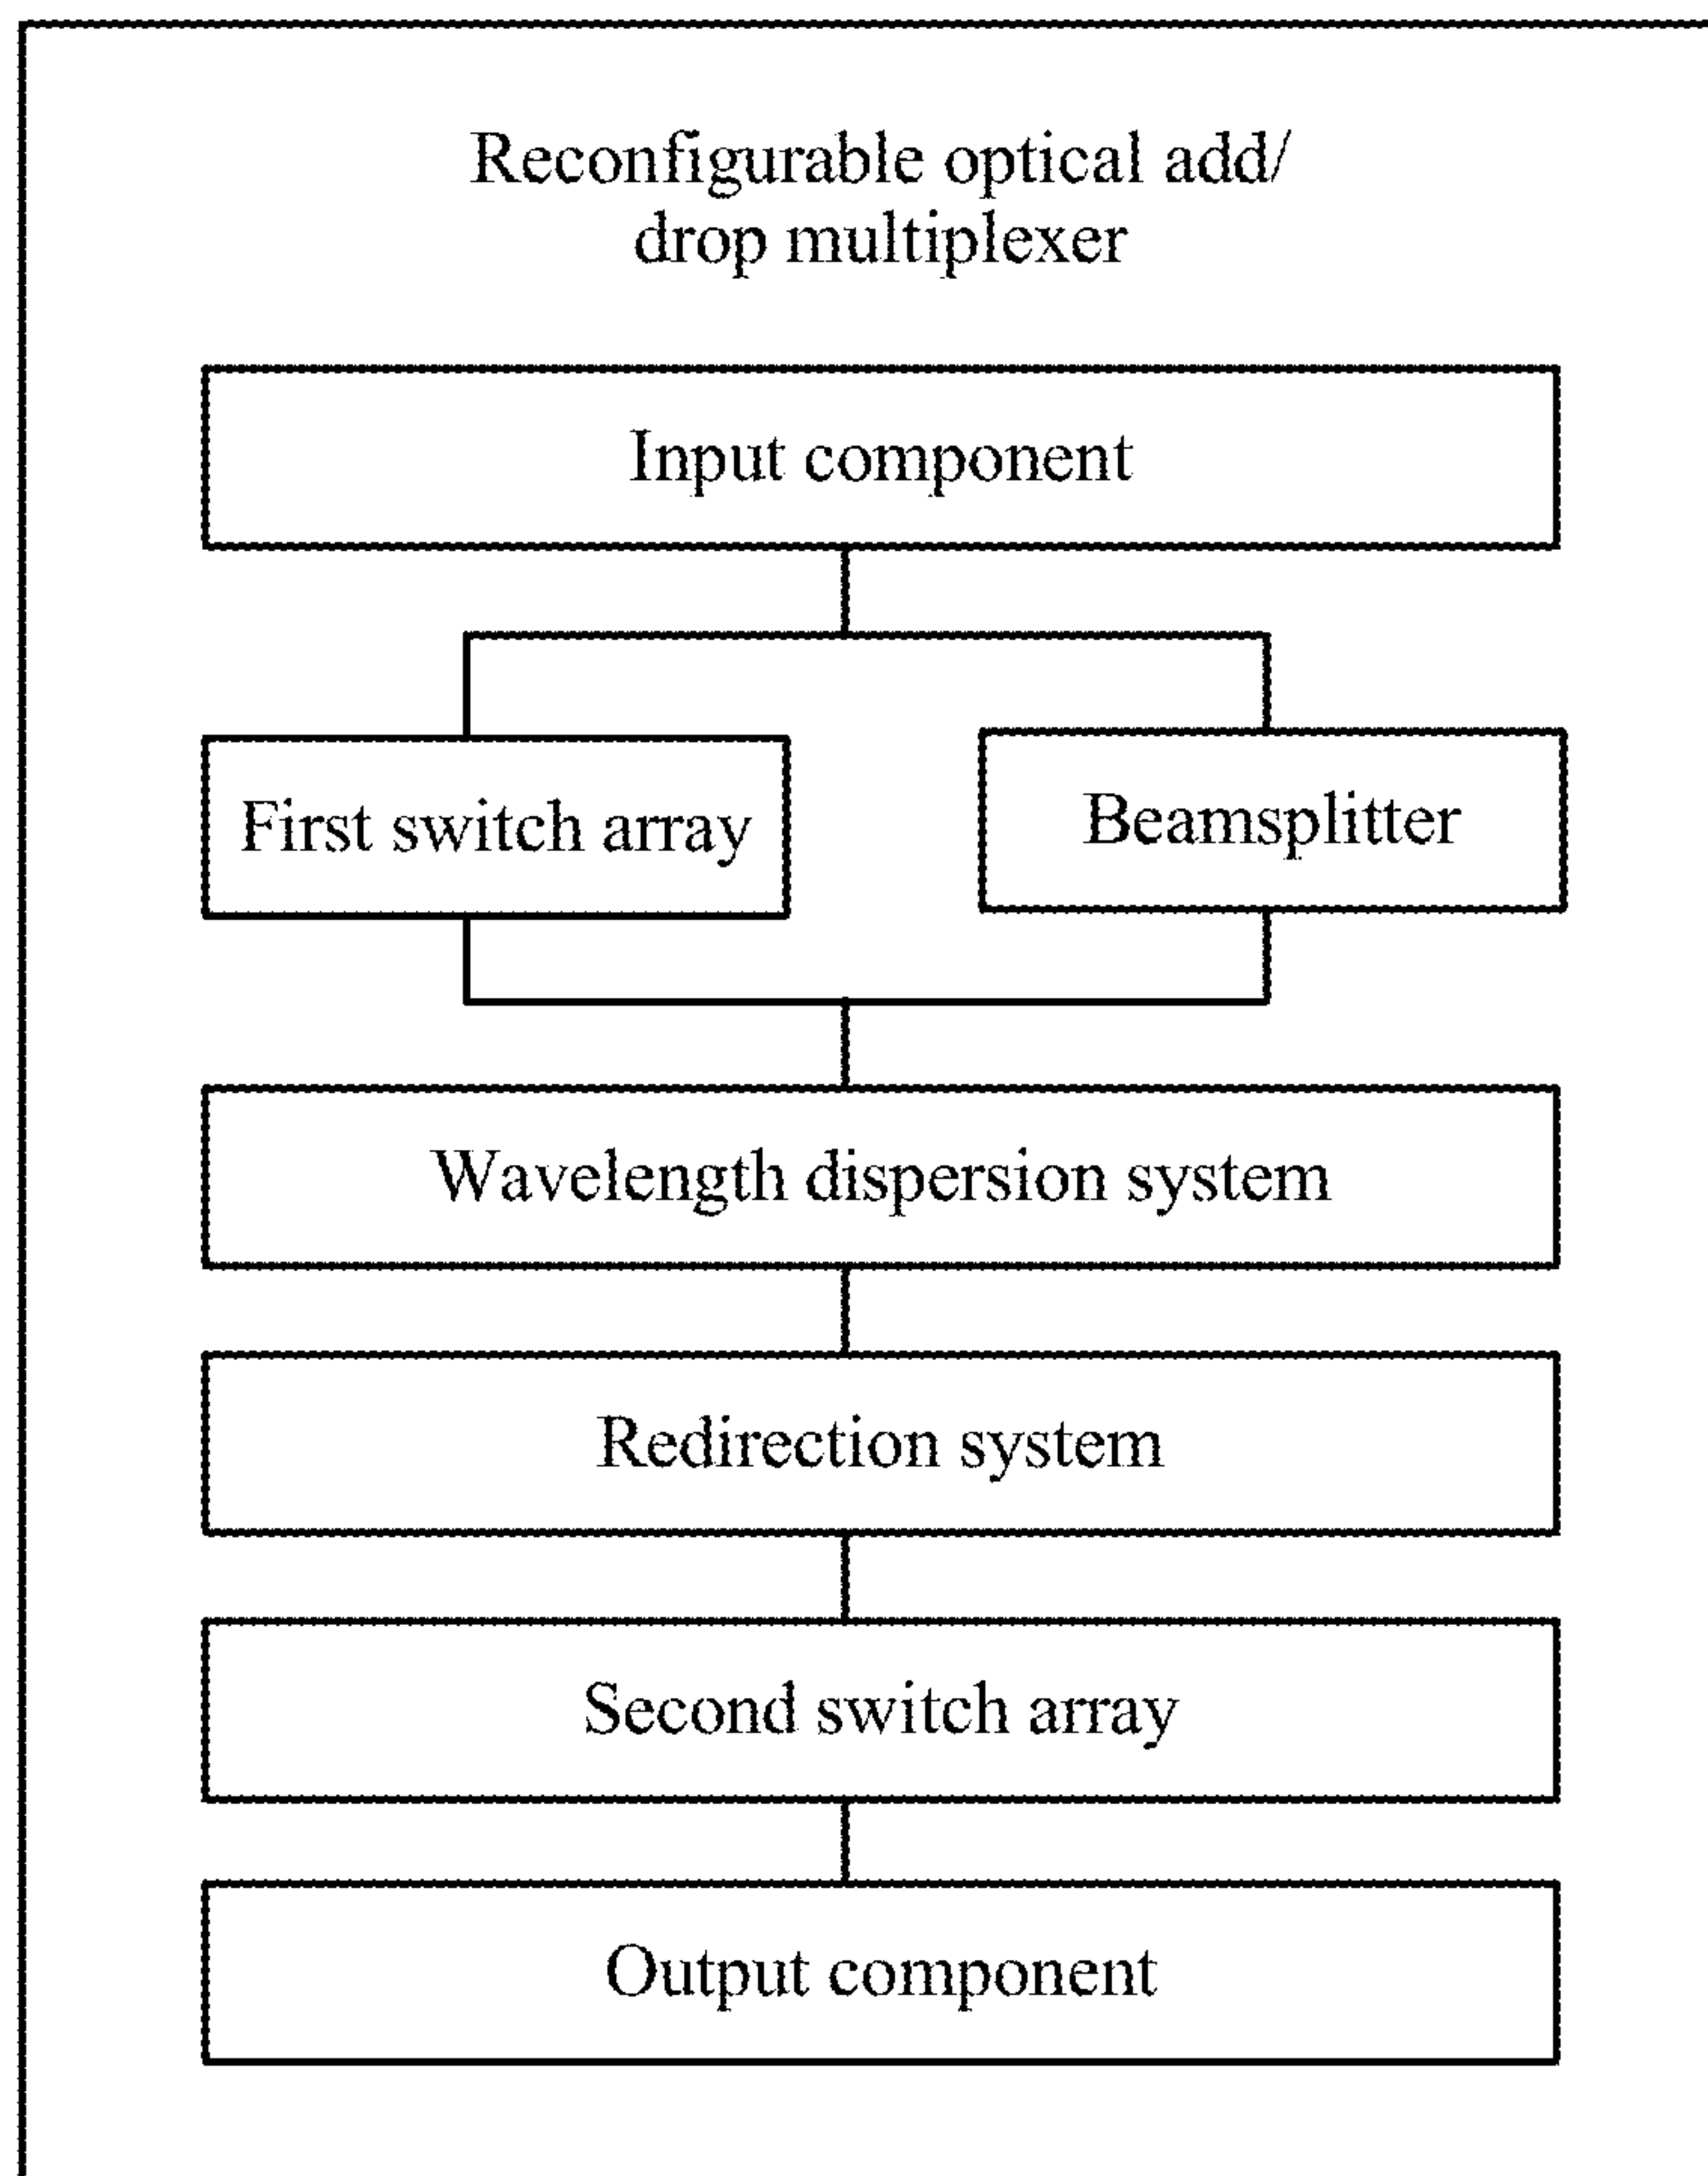 Reconfigurable optical add/
drop multiplexer
Input component
First switch array
Beamsplitter
Wavelength dispersion system
Redirection system
Second switch array
Output component